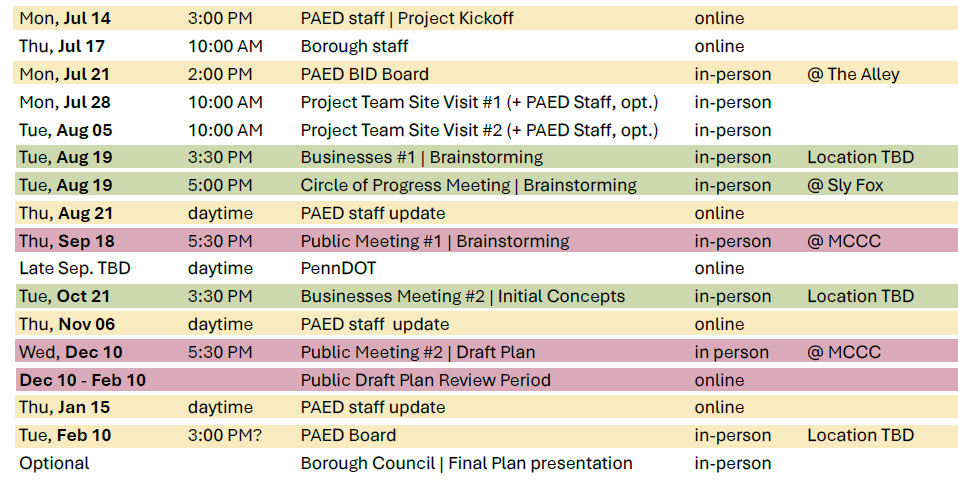 Mon, Jul 14 3:00 PM PAED staff | Project Kickoff online
Thu, Jul 17 10:00 AM Borough staff online
Mon, Jul 21 2:00 PM PAED BID Board in-person @ The Alley
Mon, Jul 28 10:00 AM Project Team Site Visit #1 (+ PAED Staff, opt.) in-person
Tue, Aug 05 10:00 AM Project Team Site Visit #2 (+ PAED Staff, opt.) in-person
Tue, Aug 19 3:30 PM Businesses #1 | Brainstorming in-person Location TBD
Tue, Aug 19 5:00 PM Circle of Progress Meeting | Brainstorming in-person @ Sly Fox
Thu, Aug 21 daytime PAED staff update online
Thu, Sep 18 5:30 PM Public Meeting #1 | Brainstorming in-person @ MCCC
Late Sep. TBD daytime PennDOT online
Tue, Oct 21 3:30 PM Businesses Meeting #2 | Initial Concepts in-person Location TBD
Thu, Nov 06 daytime PAED staff update online
Wed, Dec 10 5:30 PM Public Meeting #2 | Draft Plan in person @ MCCC
Dec 10 - Feb 10 Public Draft Plan Review Period online
Thu, Jan 15 daytime PAED staff update online
Tue, Feb 10 3:00 PM? PAED Board in-person Location TBD
Optional Borough Council | Final Plan presentation in-person